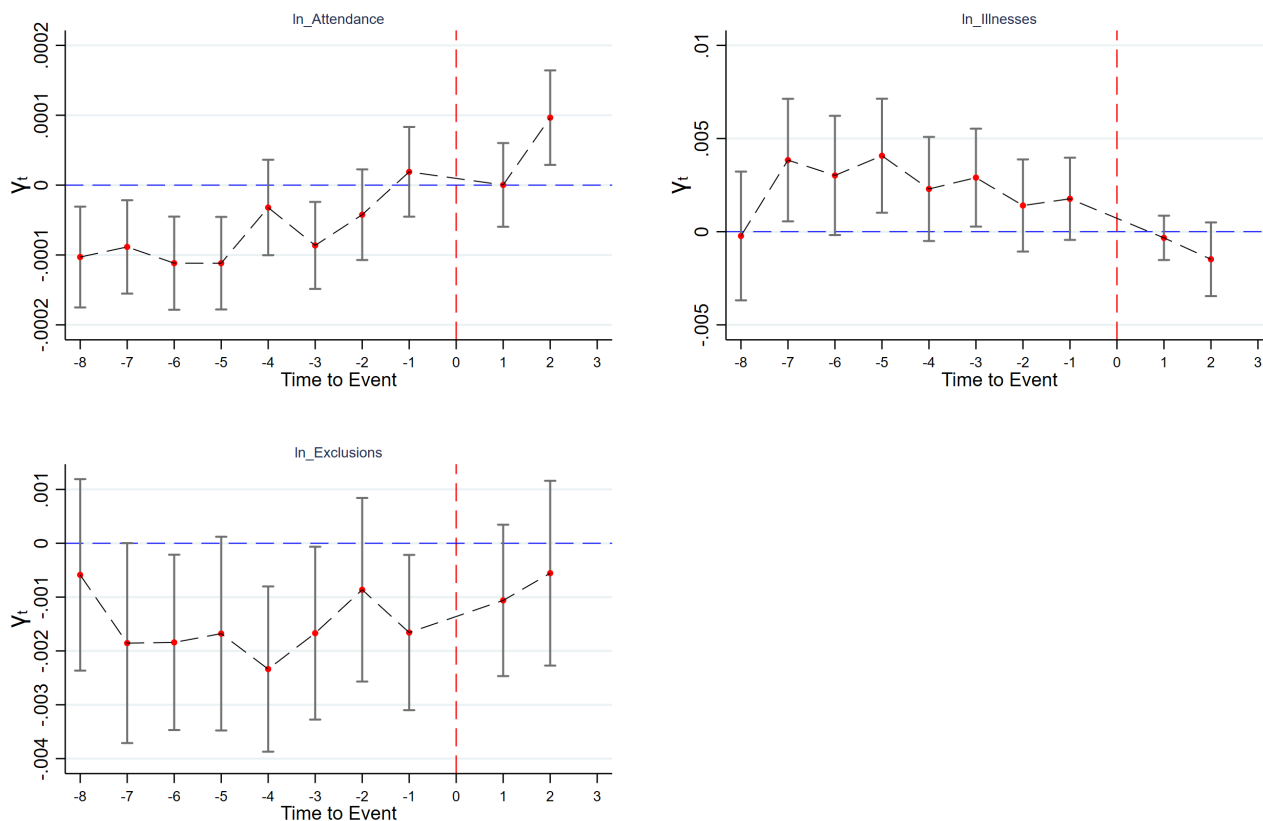 ln_Attendance
.0002
.0001
0
-.0001
-.0002
γt
-8 -7 -6 -5 -4 -3 -2 -1 0 1 2 3
Time to Event
ln_Illnesses
.01
.005
0
-.005
γt
-8 -7 -6 -5 -4 -3 -2 -1 0 1 2 3
Time to Event
ln_Exclusions
.001
0
-.001
-.002
-.003
-.004
γt
-8 -7 -6 -5 -4 -3 -2 -1 0 1 2 3
Time to Event